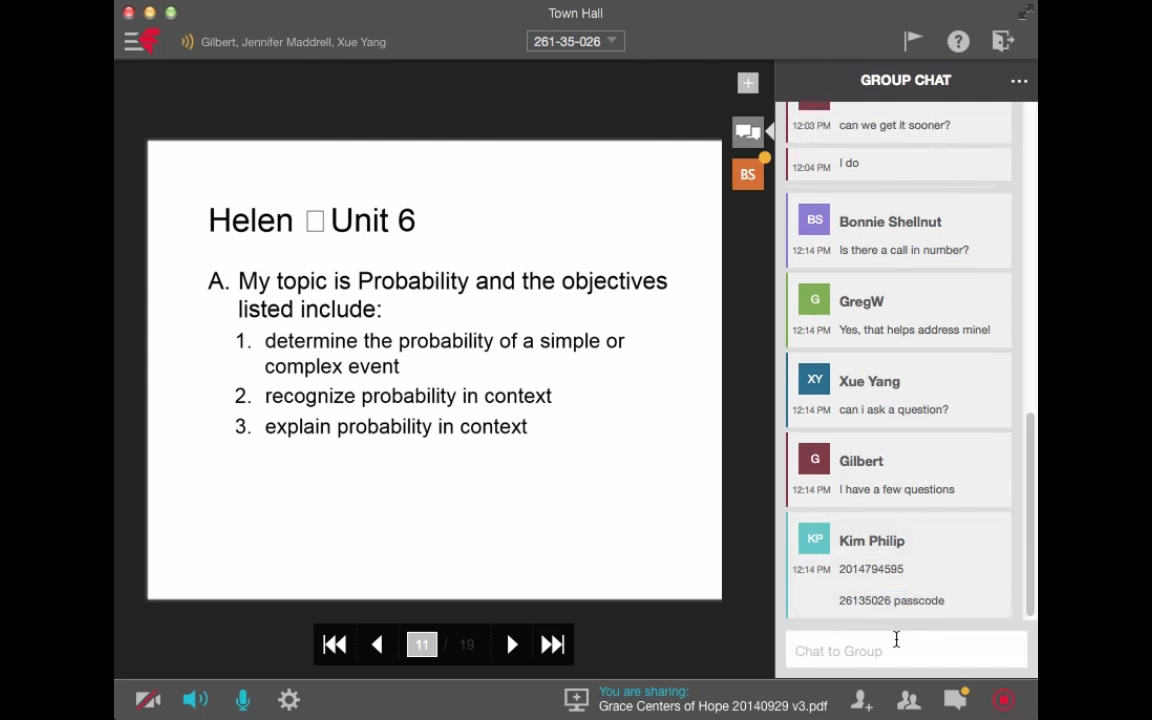 Town Hall
Gilbert, Jennifer Maddrell, Xue Yang
261-35-026
?
GROUP CHAT
12:03 PM can we get it sooner?
12:04 PM I do
BS
BS Bonnie Shellnut
12:14 PM Is there a call in number?
G GregW
12:14 PM Yes, that helps address mine!
XY Xue Yang
12:14 PM can i ask a question?
G Gilbert
12:14 PM I have a few questions
KP Kim Philip
12:14 PM 2014794595
26135026 passcode
Chat to Group
Helen □ Unit 6
A. My topic is Probability and the objectives
listed include:
1. determine the probability of a simple or
complex event
2. recognize probability in context
3. explain probability in context
11 / 19
You are sharing:
Grace Centers of Hope 20140929 v3.pdf